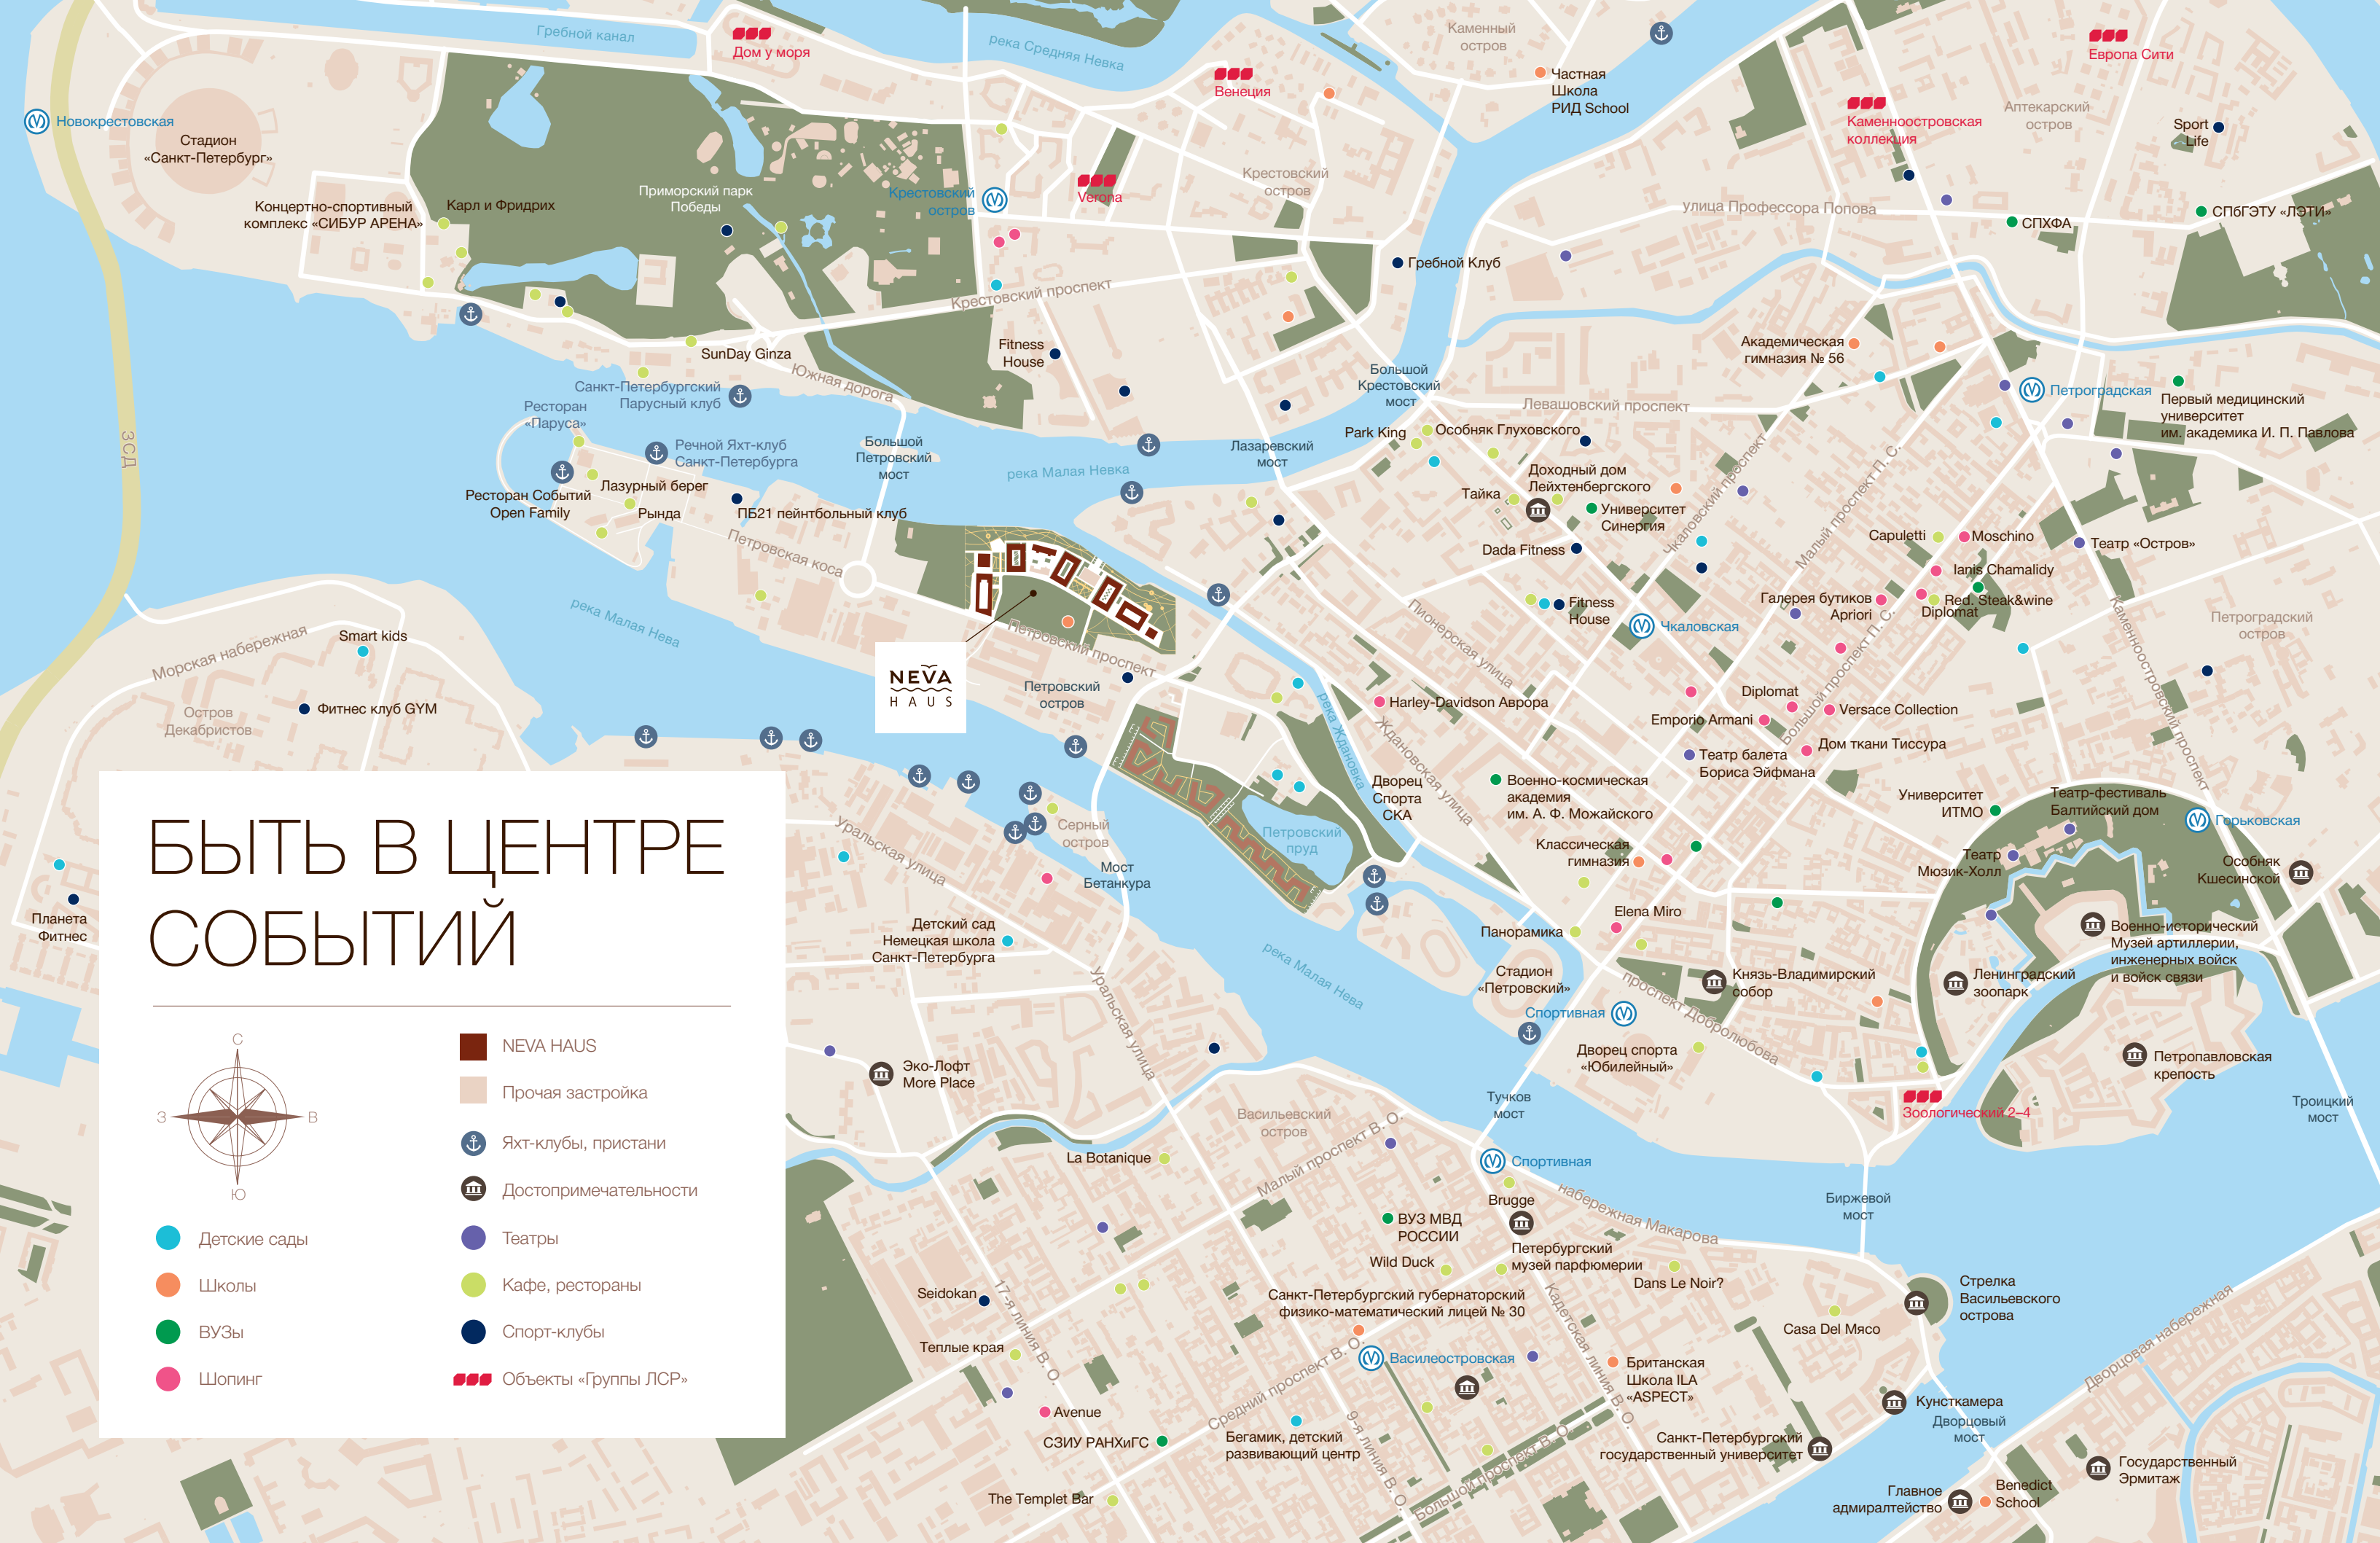 Гребной канал
Дом у моря
река Средняя Невка
Венеция
Каменный
остров
Частная
Школа
РИД School
Европа Сити
Каменноостровская
коллекция
Аптекарский
остров
Sport
Life
Новокрестовская
Стадион
«Санкт-Петербург»
Концертно-спортивный
комплекс «СИБУР АРЕНА»
Карл и Фридрих
Приморский парк
Победы
Крестовский
остров
Verona
Крестовский
остров
улица Профессора Попова
СПХФА
СПбГЭТУ «ЛЭТИ»
Гребной Клуб
Крестовский проспект
SunDay Ginza
Fitness
House
Южная дорога
Академическая
гимназия № 56
Большой
Крестовский
мост
Левашовский проспект
Петроградская
Первый медицинский
университет
им. академика И. П. Павлова
Санкт-Петербургский
Парусный клуб
Ресторан
«Паруса»
Речной Яхт-клуб
Санкт-Петербурга
Большой
Петровский
мост
ЗСД
река Малая Невка
Лазаревский
мост
Park King
Особняк Глуховского
Доходный дом
Лейхтенбергского
Тайка
Университет
Синергия
Чкаловский проспект
Малый проспект П. С.
Лазурный берег
Ресторан Событий
Open Family
Рында
ПБ21 пейнтбольный клуб
Петровская коса
Dada Fitness
Capuletti
Moschino
Театр «Остров»
Ianis Chamalidy
Галерея бутиков
Apriori
Red. Steak&wine
Diplomat
Fitness
House
Чкаловская
Каменноостровский проспект
Петроградский
остров
река Малая Нева
Петровский проспект
NEVA
HAUS
Петровский
остров
Пионерская улица
Большой проспект П. С.
Морская набережная
Smart kids
Фитнес клуб GYM
Остров
Декабристов
река Ждановка
Harley-Davidson Аврора
Ждановская улица
Diplomat
Emporio Armani
Versace Collection
Дом ткани Тиссура
Театр балета
Бориса Эйфмана
Дворец
Спорта
СКА
Военно-космическая
академия
им. А. Ф. Можайского
Университет
ИТМО
Театр-фестиваль
Балтийский дом
Горьковская
Серный
остров
Петровский
пруд
Классическая
гимназия
Театр
Мюзик-Холл
Особняк
Кшесинской
Уральская улица
Мост
Бетанкура
Планета
Фитнес
Детский сад
Немецкая школа
Санкт-Петербурга
Elena Miro
Панорамика
Военно-исторический
Музей артиллерии,
инженерных войск
и войск связи
река Малая Нева
Стадион
«Петровский»
Князь-Владимирский
собор
Ленинградский
зоопарк
Уральская улица
Спортивная
проспект Добролюбова
Дворец спорта
«Юбилейный»
Петропавловская
крепость
Эко-Лофт
More Place
Тучков
мост
Зоологический 2–4
Троицкий
мост
Васильевский
остров
Малый проспект В. О.
La Botanique
Спортивная
Brugge
набережная Макарова
Биржевой
мост
ВУЗ МВД
РОССИИ
Петербургский
музей парфюмерии
Wild Duck
Dans Le Noir?
Санкт-Петербургский губернаторский
физико-математический лицей № 30
Стрелка
Васильевского
острова
Casa Del Мясо
Seidokan
17-я линия В. О.
Теплые края
Кадетская линия В. О.
Василеостровская
Британская
Школа ILA
«ASPECT»
Средний проспект В. О.
Дворцовая набережная
Avenue
СЗИУ РАНХиГС
Бегамик, детский
развивающий центр
9-я линия В. О.
Большой проспект В. О.
Санкт-Петербургский
государственный университет
Кунсткамера
Дворцовый
мост
Государственный
Эрмитаж
The Templet Bar
Главное
адмиралтейство
Benedict
School
БЫТЬ В ЦЕНТРЕ
СОБЫТИЙ
С
З
В
Ю
NEVA HAUS
Прочая застройка
Яхт-клубы, пристани
Достопримечательности
Детские сады
Театры
Школы
Кафе, рестораны
ВУЗы
Спорт-клубы
Шопинг
Объекты «Группы ЛСР»